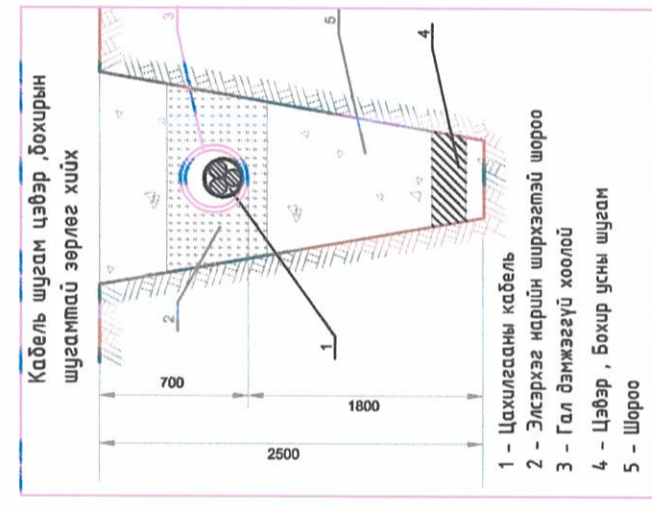 Кабель шугам цэвэр ,бохирын
шугамтай зөрлөг хийх
3
5
4
2
1
700
1800
2500
1 - Цахилгааны кабель
2 - Элсэрхэг нарийн ширхэгтэй шороо
3 - Гал дэмжэггүй хоолой
4 - Цэвэр , Бохир усны шугам
5 - Шороо